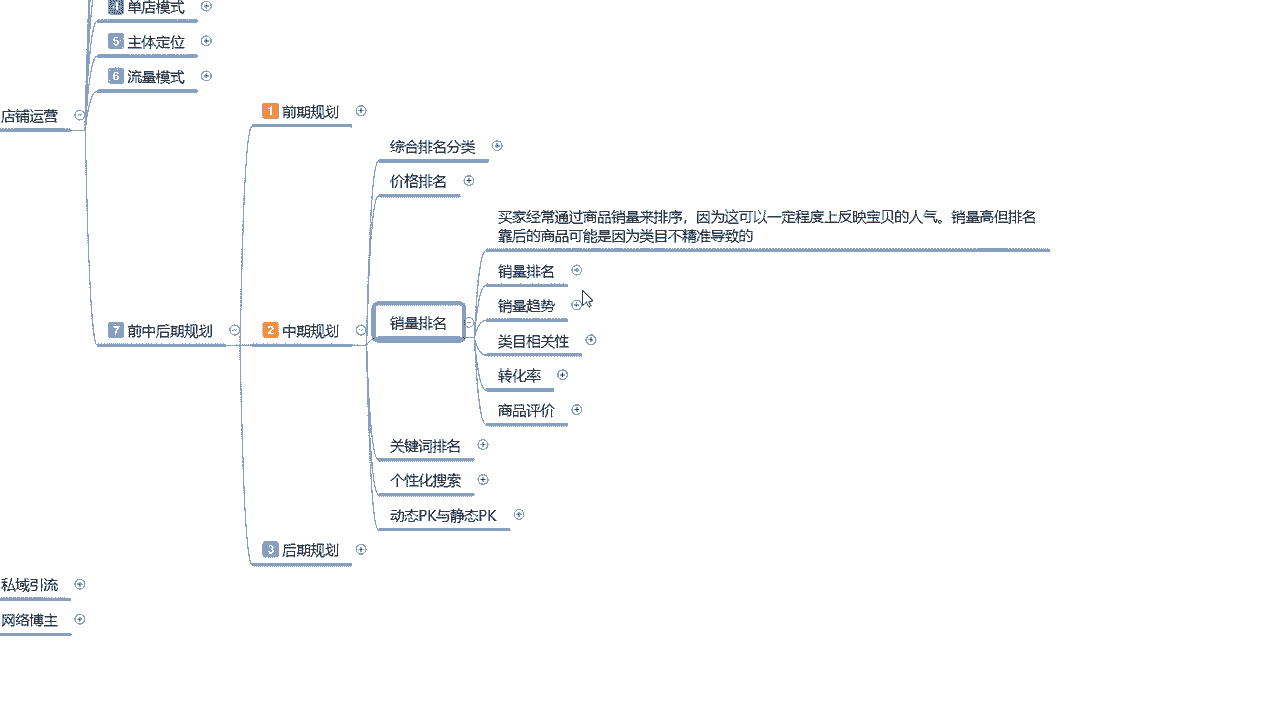 4 单店模式
5 主体定位
6 流量模式
店铺运营
1 前期规划
综合排名分类
价格排名
买家经常通过商品销量来排序，因为这可以一定程度上反映宝贝的人气。销量高但排名
靠后的商品可能是因为类目不精准导致的
销量排名
销量趋势
7 前中后期规划
2 中期规划
销量排名
类目相关性
转化率
商品评价
关键词排名
个性化搜索
动态PK与静态PK
3 后期规划
私域引流
网络博主